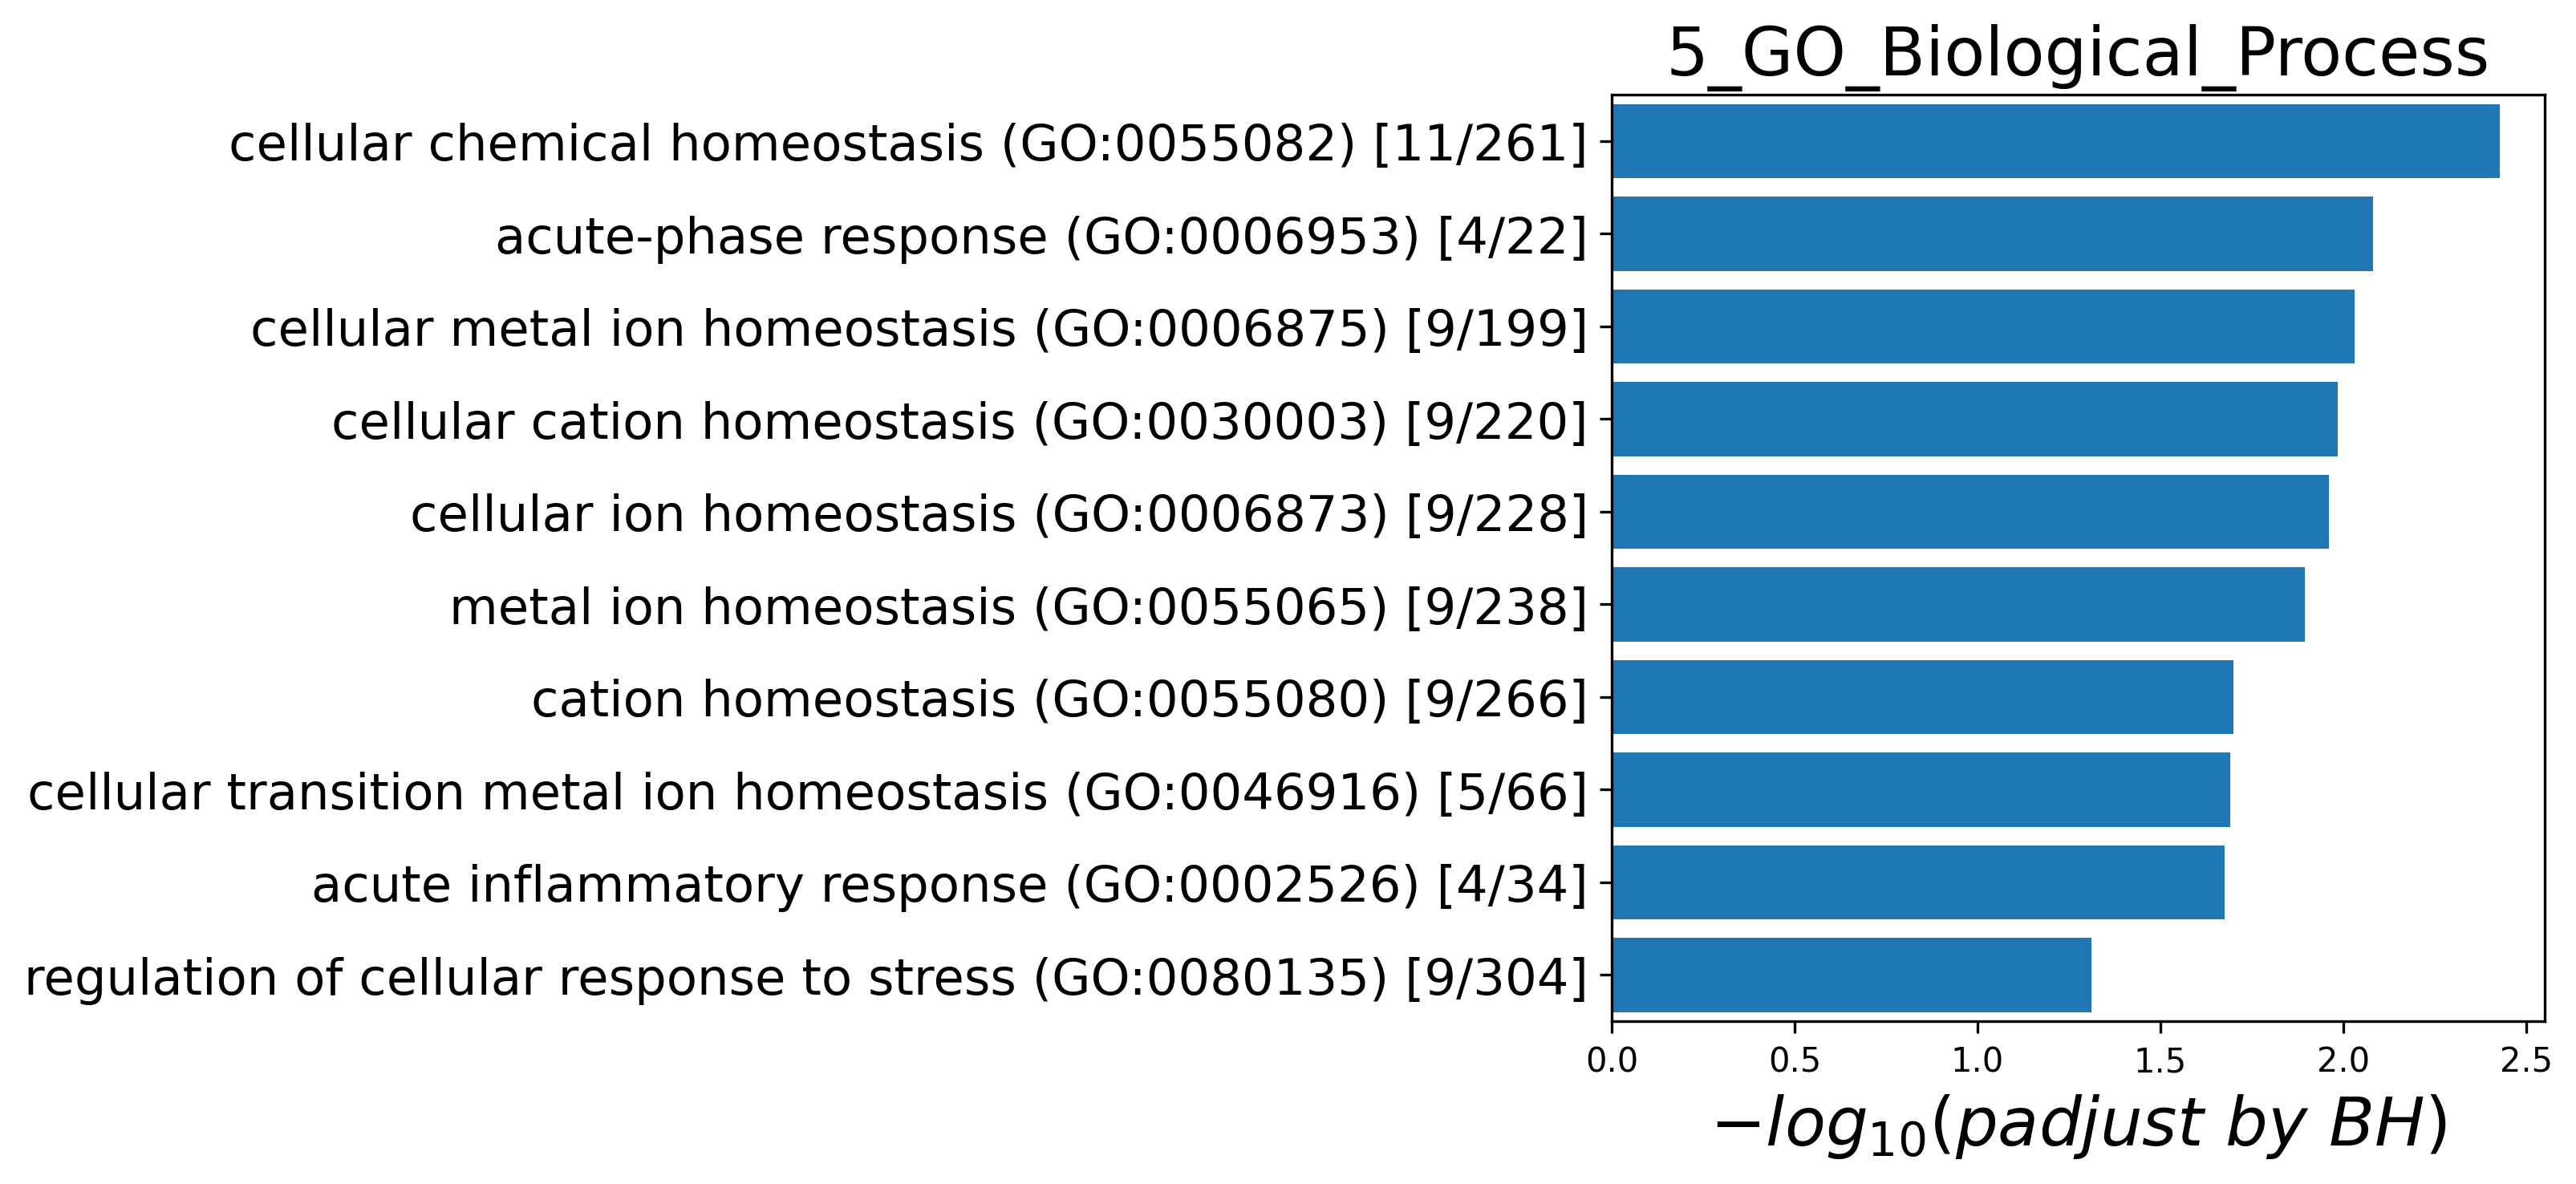 5_GO_Biological_Process
cellular chemical homeostasis (GO:0055082) [11/261]
acute-phase response (GO:0006953) [4/22]
cellular metal ion homeostasis (GO:0006875) [9/199]
cellular cation homeostasis (GO:0030003) [9/220]
cellular ion homeostasis (GO:0006873) [9/228]
metal ion homeostasis (GO:0055065) [9/238]
cation homeostasis (GO:0055080) [9/266]
cellular transition metal ion homeostasis (GO:0046916) [5/66]
acute inflammatory response (GO:0002526) [4/34]
regulation of cellular response to stress (GO:0080135) [9/304]
0.0 0.5 1.0 1.5 2.0 2.5
−log₁₀(padjust by BH)